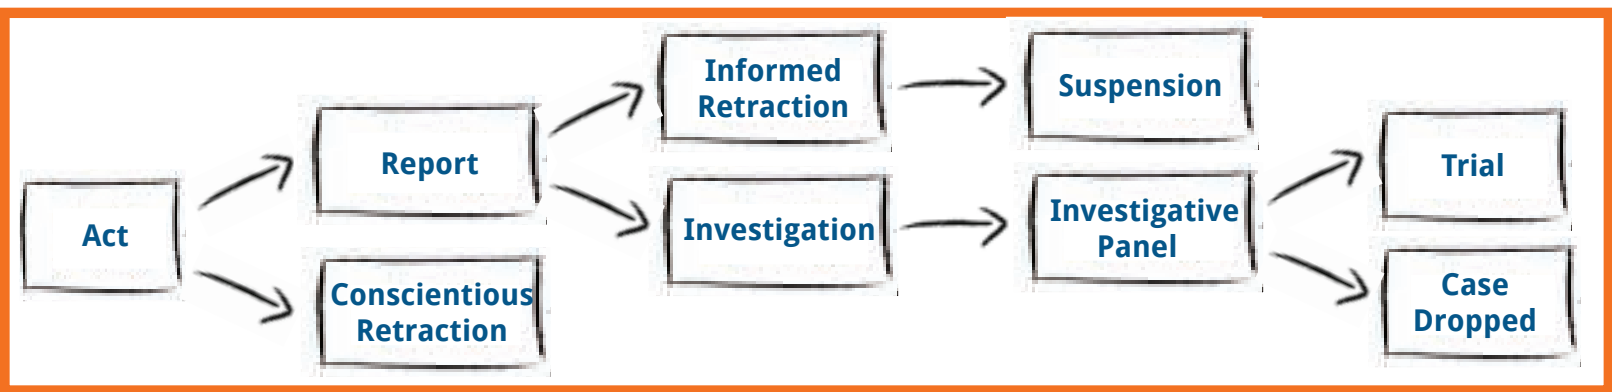 Act
Report
Conscientious
Retraction
Informed
Retraction
Investigation
Suspension
Investigative
Panel
Trial
Case
Dropped